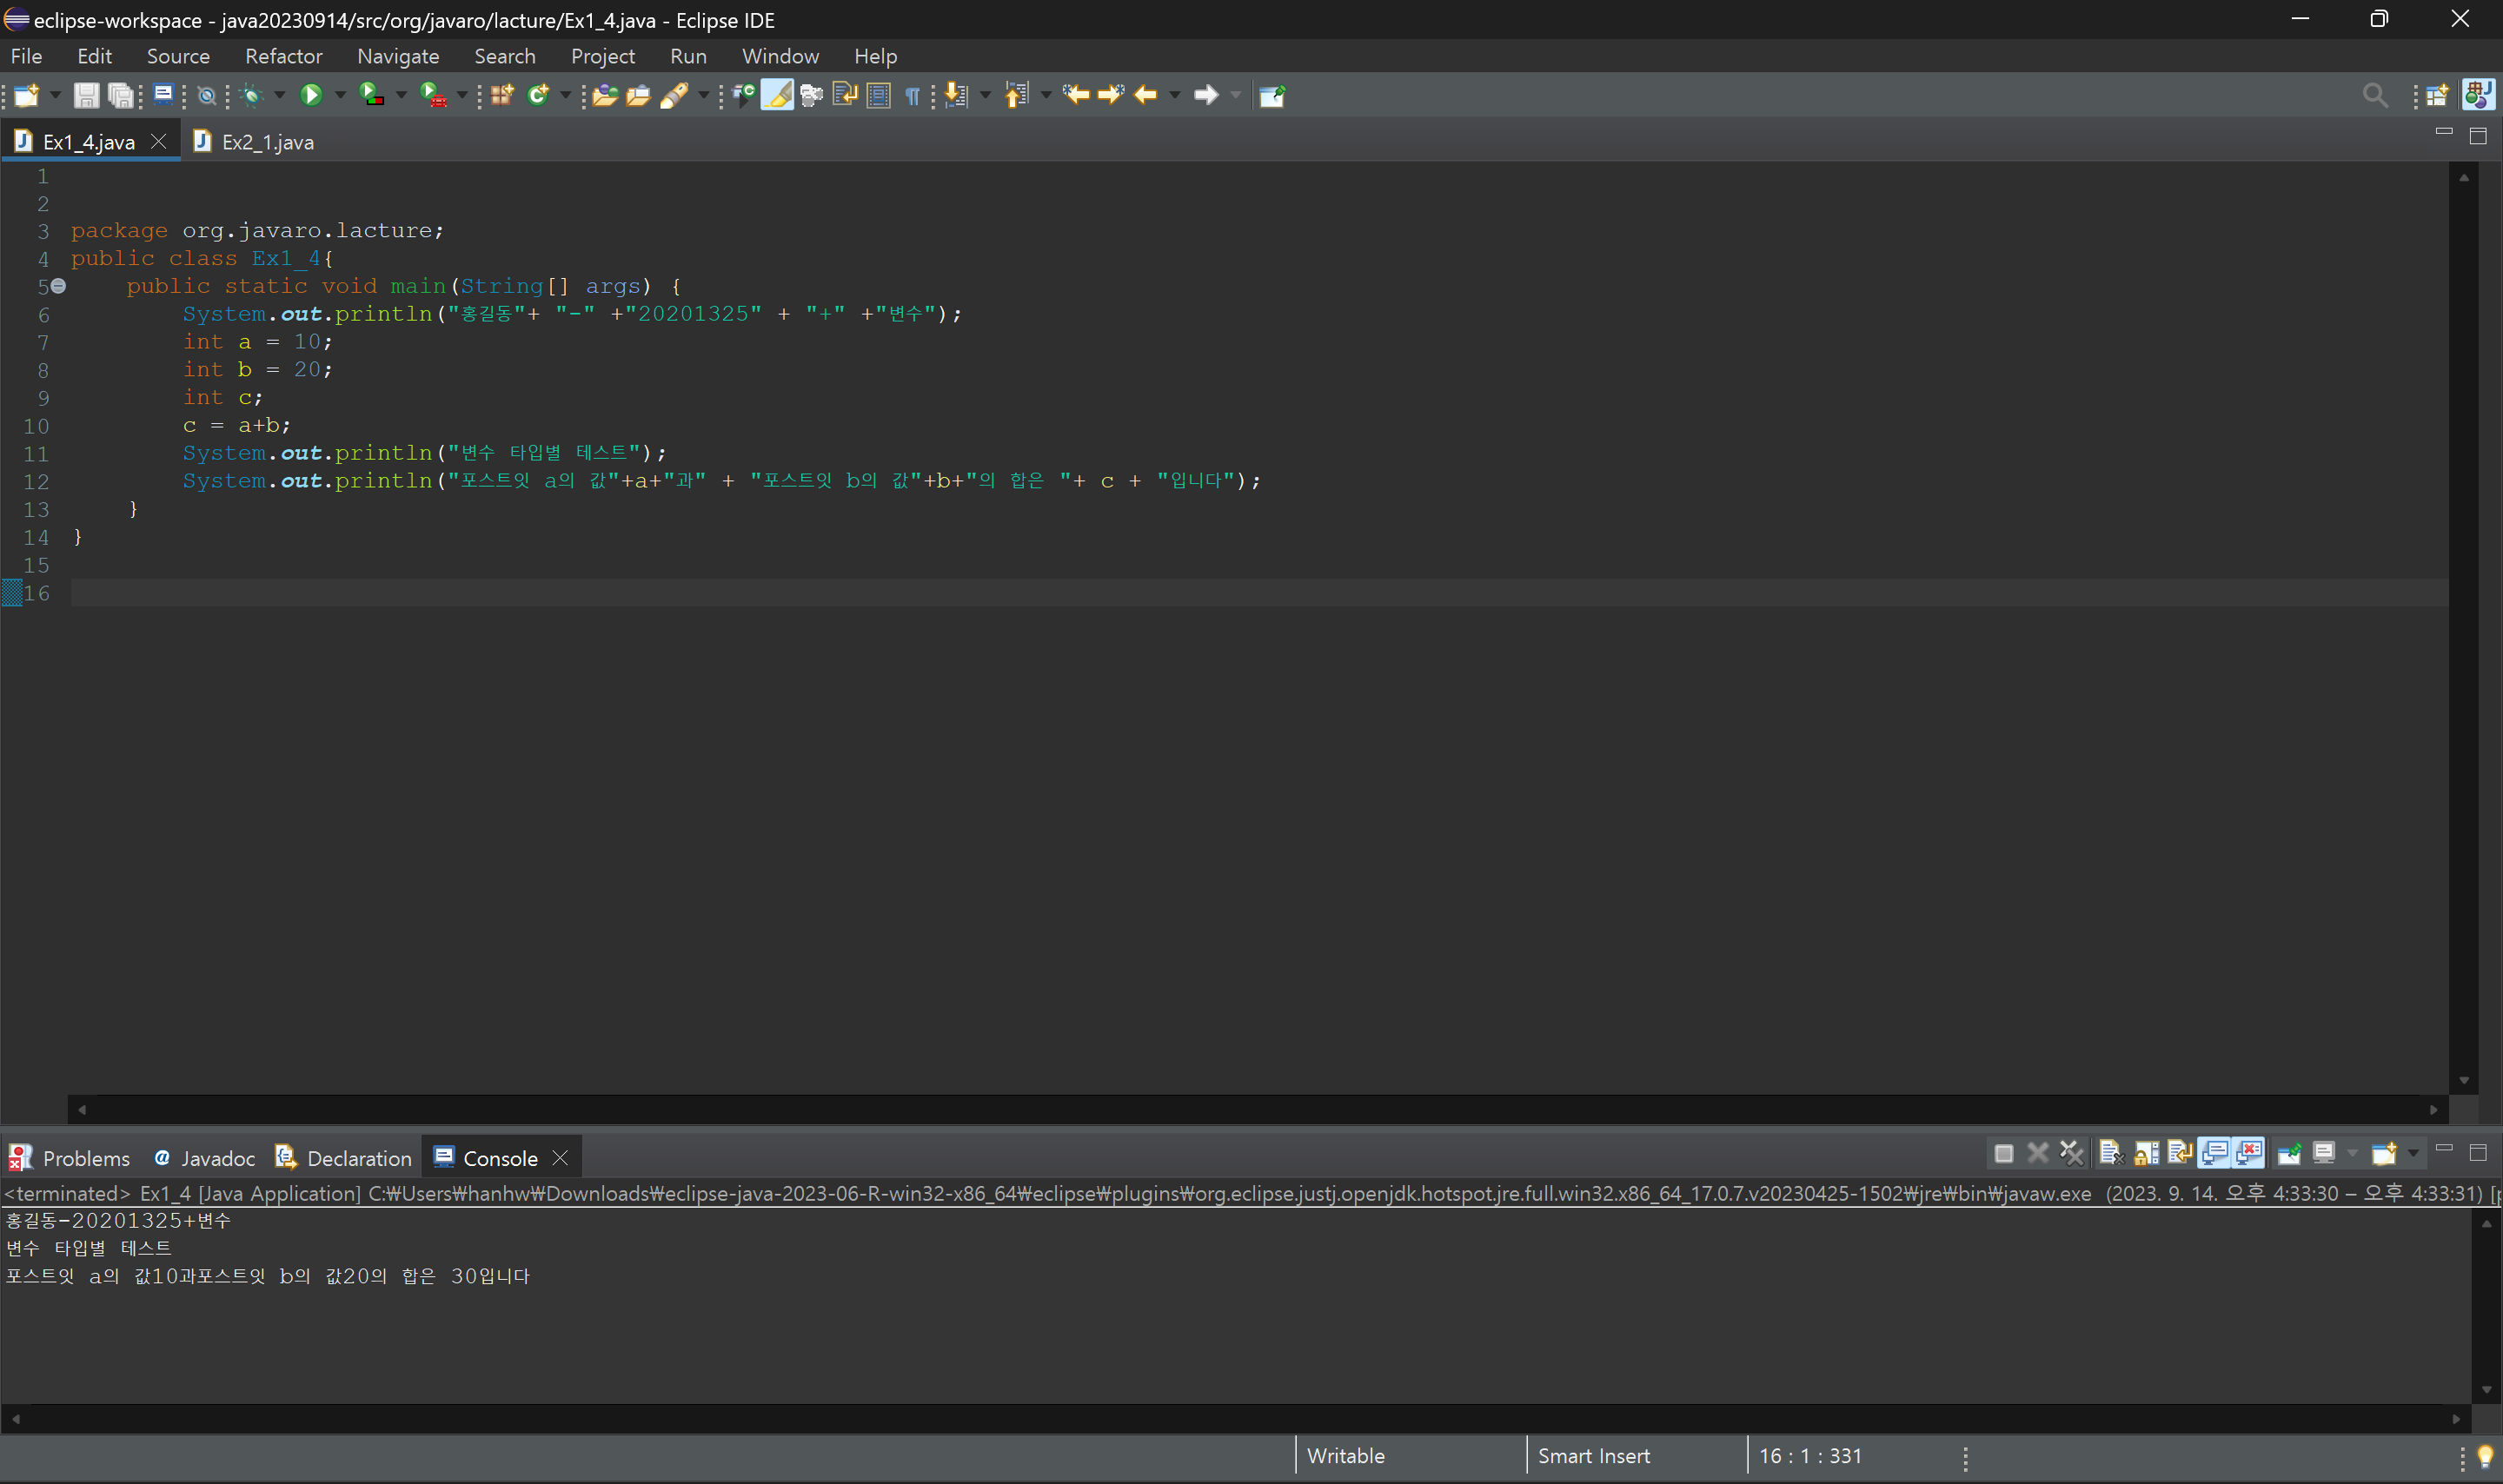 eclipse-workspace - java20230914/src/org/javaro/lacture/Ex1_4.java - Eclipse IDE
File Edit Source Refactor Navigate Search Project Run Window Help
Ex1_4.java Ex2_1.java
1
2
3 package org.javaro.lacture;
4 public class Ex1_4{
5 public static void main(String[] args) {
6 System.out.println("홍길동"+ "-" +"20201325" + "+" +"변수");
7 int a = 10;
8 int b = 20;
9 int c;
10 c = a+b;
11 System.out.println("변수 타입별 테스트");
12 System.out.println("포스트잇 a의 값"+a+"과" + "포스트잇 b의 값"+b+"의 합은 "+ c + "입니다");
13 }
14 }
15
16
Problems Javadoc Declaration Console
<terminated> Ex1_4 [Java Application] C:₩Users₩hanhw₩Downloads₩eclipse-java-2023-06-R-win32-x86_64₩eclipse₩plugins₩org.eclipse.justj.openjdk.hotspot.jre.full.win32.x86_64_17.0.7.v20230425-1502₩jre₩bin₩javaw.exe (2023. 9. 14. 오후 4:33:30 – 오후 4:33:31) [
홍길동-20201325+변수
변수 타입별 테스트
포스트잇 a의 값10과포스트잇 b의 값20의 합은 30입니다
Writable Smart Insert 16 : 1 : 331